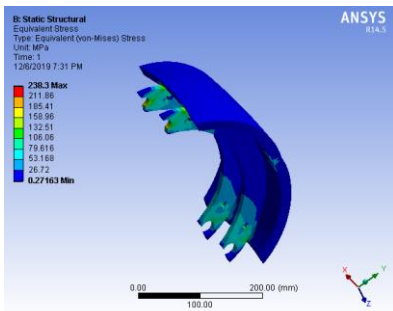 B: Static Structural
Equivalent Stress
Type: Equivalent (von-Mises) Stress
Unit: MPa
Time: 1
12/6/2019 7:31 PM
ANSYS
R14.5
238.3 Max
211.86
185.41
158.96
132.51
106.06
79.616
53.168
26.72
0.27163 Min
0.00
200.00 (mm)
100.00
X
Y
Z